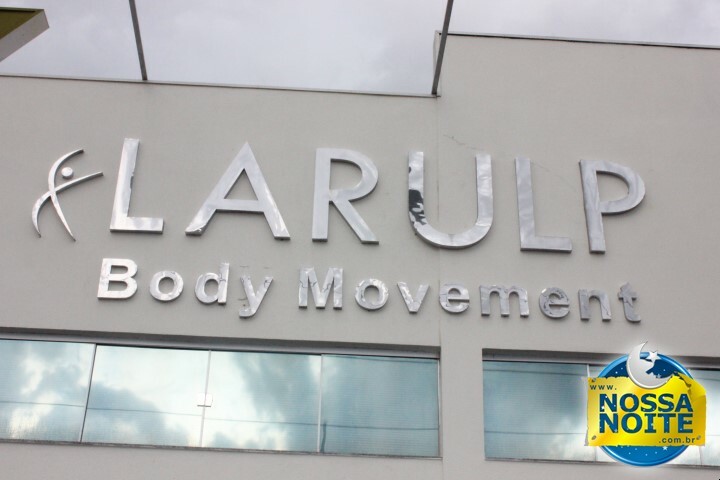 LARULP
Body Movement
www.
NOSSA
NOITE
.com.br